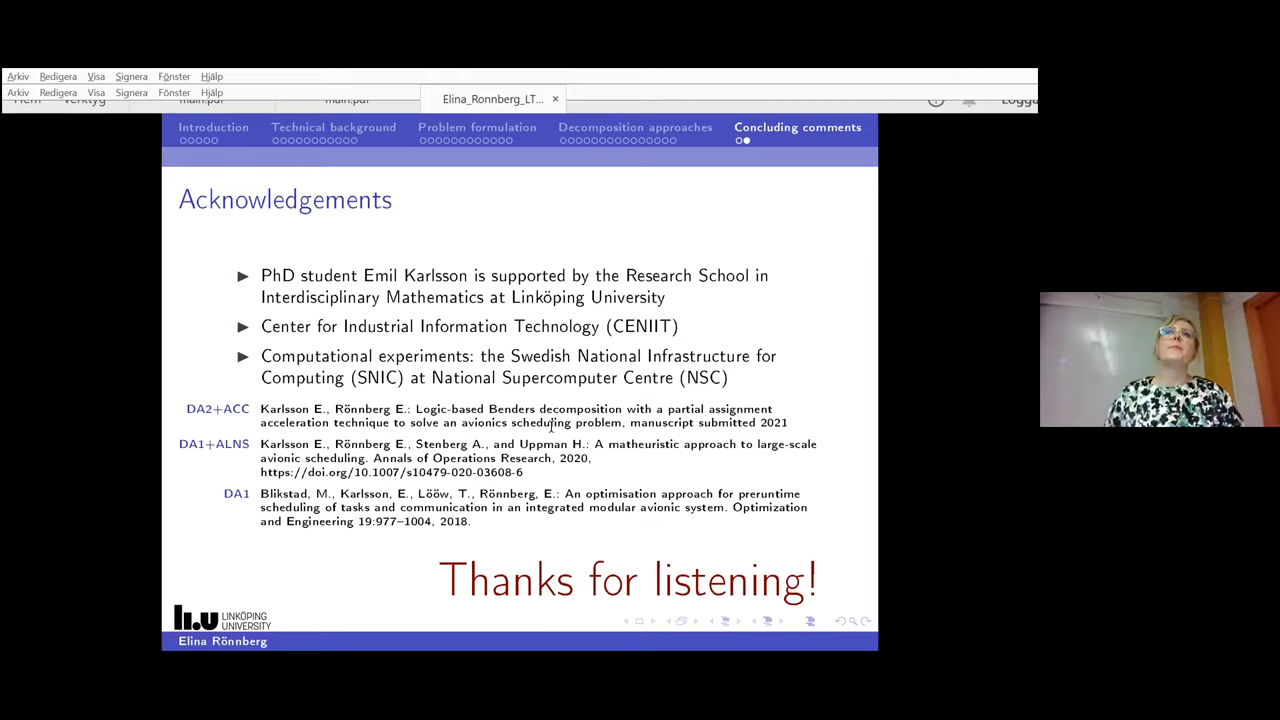 Arkiv Redigera Visa Signera Fönster Hjälp
Arkiv Redigera Visa Signera Fönster Hjälp
Hem Verktyg main.pdf main.pdf Elina_Ronnberg_LT... × Logga
Introduction Technical background Problem formulation Decomposition approaches Concluding comments
Acknowledgements
▶ PhD student Emil Karlsson is supported by the Research School in
Interdisciplinary Mathematics at Linköping University
▶ Center for Industrial Information Technology (CENIIT)
▶ Computational experiments: the Swedish National Infrastructure for
Computing (SNIC) at National Supercomputer Centre (NSC)
DA2+ACC Karlsson E., Rönnberg E.: Logic-based Benders decomposition with a partial assignment
acceleration technique to solve an avionics scheduling problem, manuscript submitted 2021
DA1+ALNS Karlsson E., Rönnberg E., Stenberg A., and Uppman H.: A matheuristic approach to large-scale
avionic scheduling. Annals of Operations Research, 2020,
https://doi.org/10.1007/s10479-020-03608-6
DA1 Blikstad, M., Karlsson, E., Lööw, T., Rönnberg, E.: An optimisation approach for preruntime
scheduling of tasks and communication in an integrated modular avionic system. Optimization
and Engineering 19:977–1004, 2018.
Thanks for listening!
li.u LINKÖPING
UNIVERSITY
Elina Rönnberg